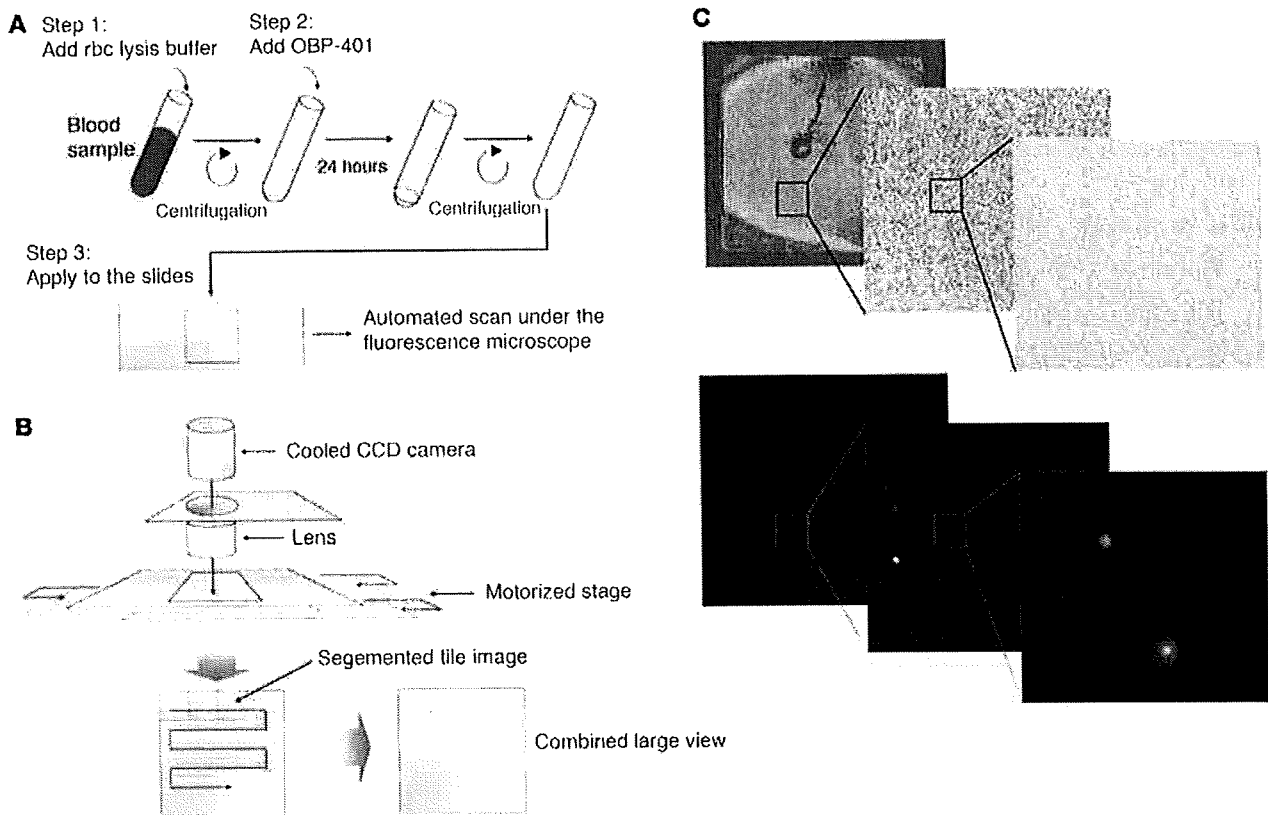 A
Step 1:
Add rbc lysis buffer
Step 2:
Add OBP-401
Blood
sample
Centrifugation
24 hours
Centrifugation
Step 3:
Apply to the slides
Automated scan under the
fluorescence microscope
B
Cooled CCD camera
Lens
Motorized stage
Segemented tile image
Combined large view
C